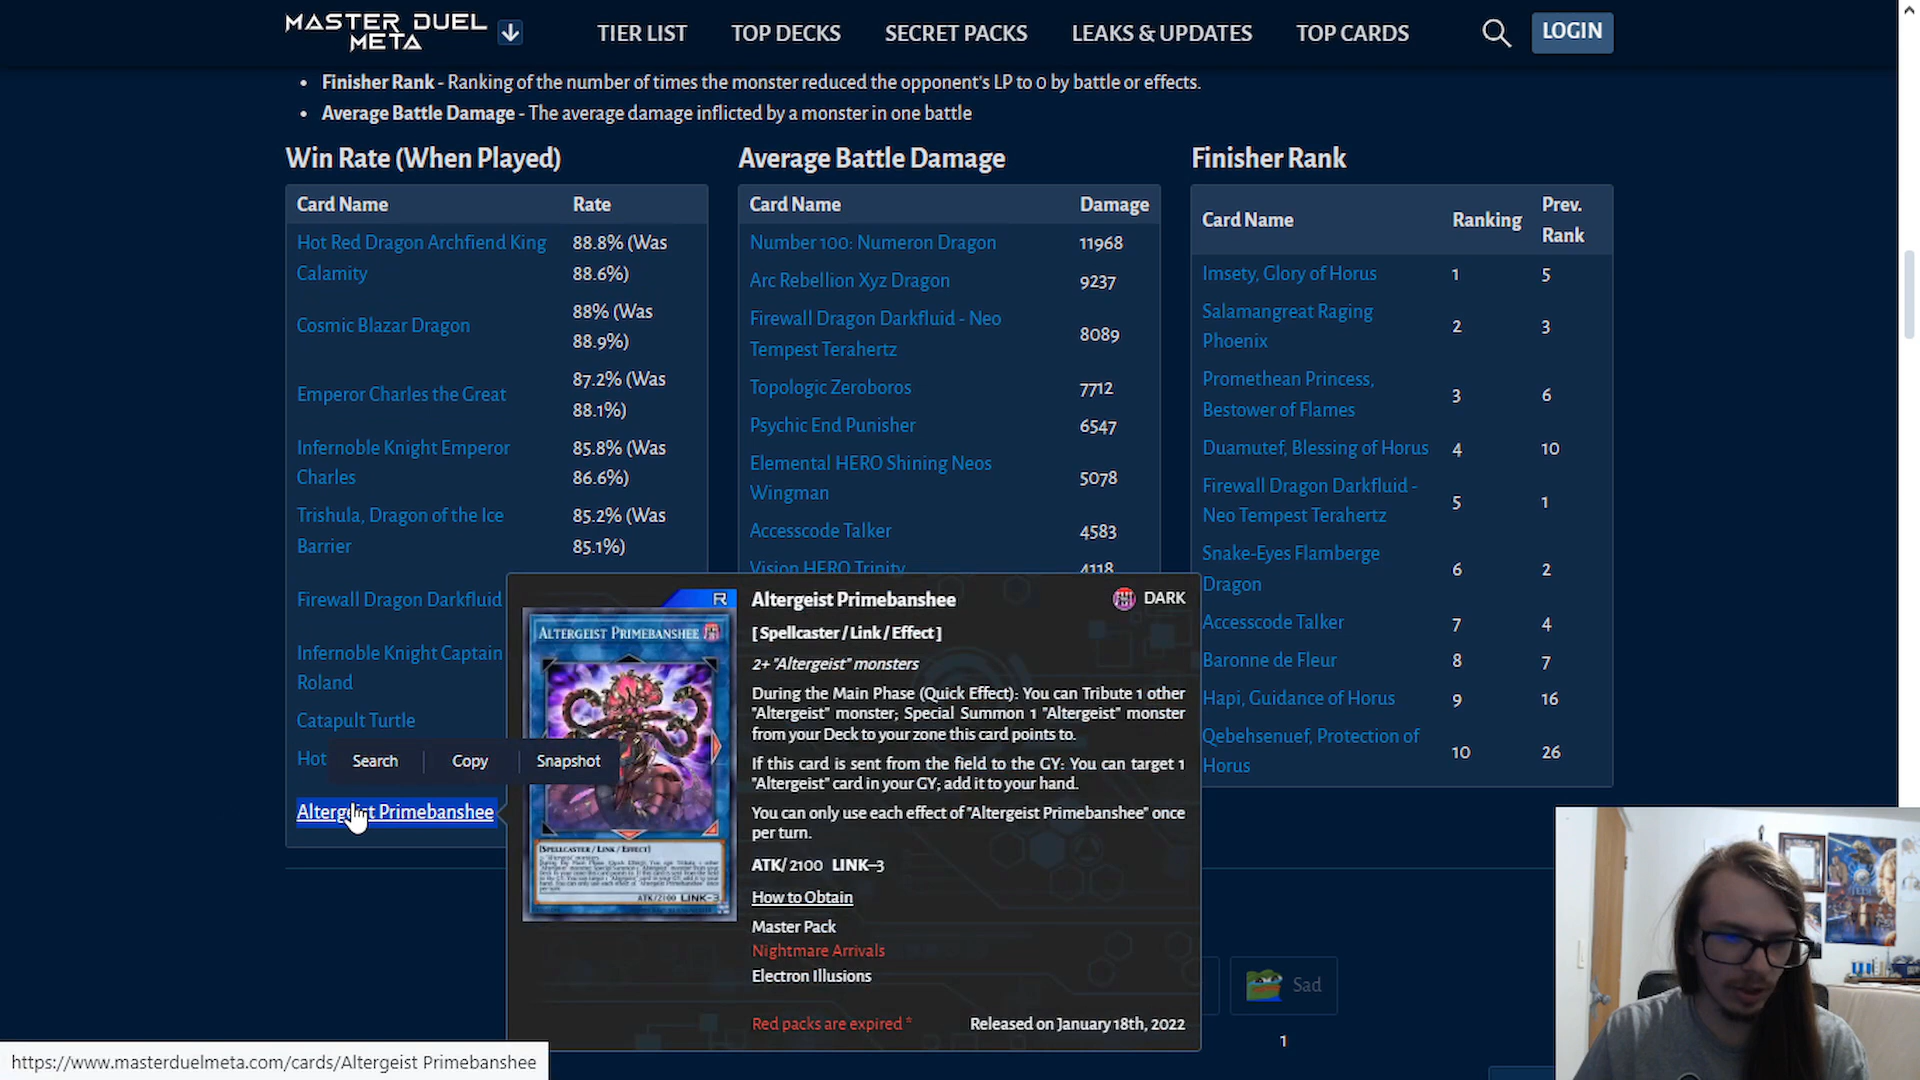 MASTER DUEL
META
TIER LIST
TOP DECKS
SECRET PACKS
LEAKS & UPDATES
TOP CARDS
LOGIN
• Finisher Rank - Ranking of the number of times the monster reduced the opponent's LP to 0 by battle or effects.
• Average Battle Damage - The average damage inflicted by a monster in one battle
Win Rate (When Played)
Card Name Rate
Hot Red Dragon Archfiend King 88.8% (Was
Calamity 88.6%)
Cosmic Blazar Dragon 88% (Was
88.9%)
Emperor Charles the Great 87.2% (Was
88.1%)
Infernoble Knight Emperor 85.8% (Was
Charles 86.6%)
Trishula, Dragon of the Ice 85.2% (Was
Barrier 85.1%)
Firewall Dragon Darkfluid
Infernoble Knight Captain
Roland
Catapult Turtle
Hot
Search Copy Snapshot
Altergeist Primebanshee
Average Battle Damage
Card Name Damage
Number 100: Numeron Dragon 11968
Arc Rebellion Xyz Dragon 9237
Firewall Dragon Darkfluid - Neo
Tempest Terahertz 8089
Topologic Zeroboros 7712
Psychic End Punisher 6547
Elemental HERO Shining Neos
Wingman 5078
Accesscode Talker 4583
Vision HERO Trinity 4118
Finisher Rank
Card Name Ranking Prev.
Rank
Imsety, Glory of Horus 1 5
Salamangreat Raging
Phoenix 2 3
Promethean Princess,
Bestower of Flames 3 6
Duamutef, Blessing of Horus 4 10
Firewall Dragon Darkfluid -
Neo Tempest Terahertz 5 1
Snake-Eyes Flamberge
Dragon 6 2
Accesscode Talker 7 4
Baronne de Fleur 8 7
Hapi, Guidance of Horus 9 16
Qebehsenuef, Protection of
Horus 10 26
R
ALTERGEIST PRIMEBANSHEE
[SPELLCASTER / LINK / EFFECT]
ATK/2100 LINK-3
Altergeist Primebanshee DARK
[ Spellcaster / Link / Effect ]
2+ "Altergeist" monsters
During the Main Phase (Quick Effect): You can Tribute 1 other
"Altergeist" monster; Special Summon 1 "Altergeist" monster
from your Deck to your zone this card points to.
If this card is sent from the field to the GY: You can target 1
"Altergeist" card in your GY; add it to your hand.
You can only use each effect of "Altergeist Primebanshee" once
per turn.
ATK/ 2100 LINK–3
How to Obtain
Master Pack
Nightmare Arrivals
Electron Illusions
Red packs are expired * Released on January 18th, 2022
Sad
1
https://www.masterduelmeta.com/cards/Altergeist Primebanshee